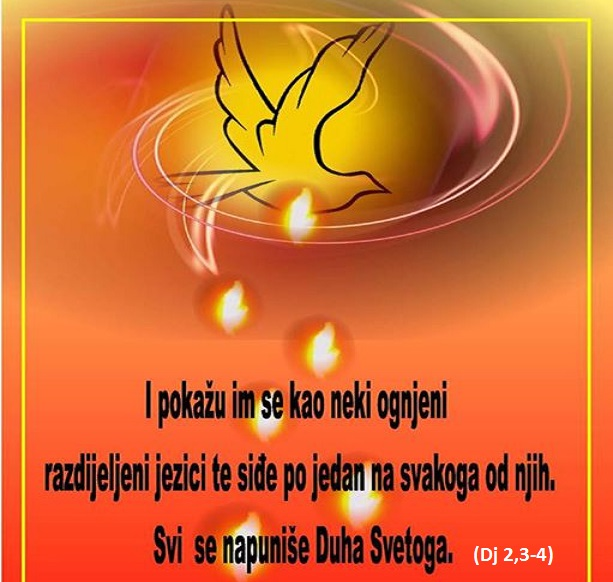 I pokažu im se kao neki ognjeni
razdijeljeni jezici te siđe po jedan na svakoga od njih.
Svi se napuniše Duha Svetoga. (Dj 2,3-4)